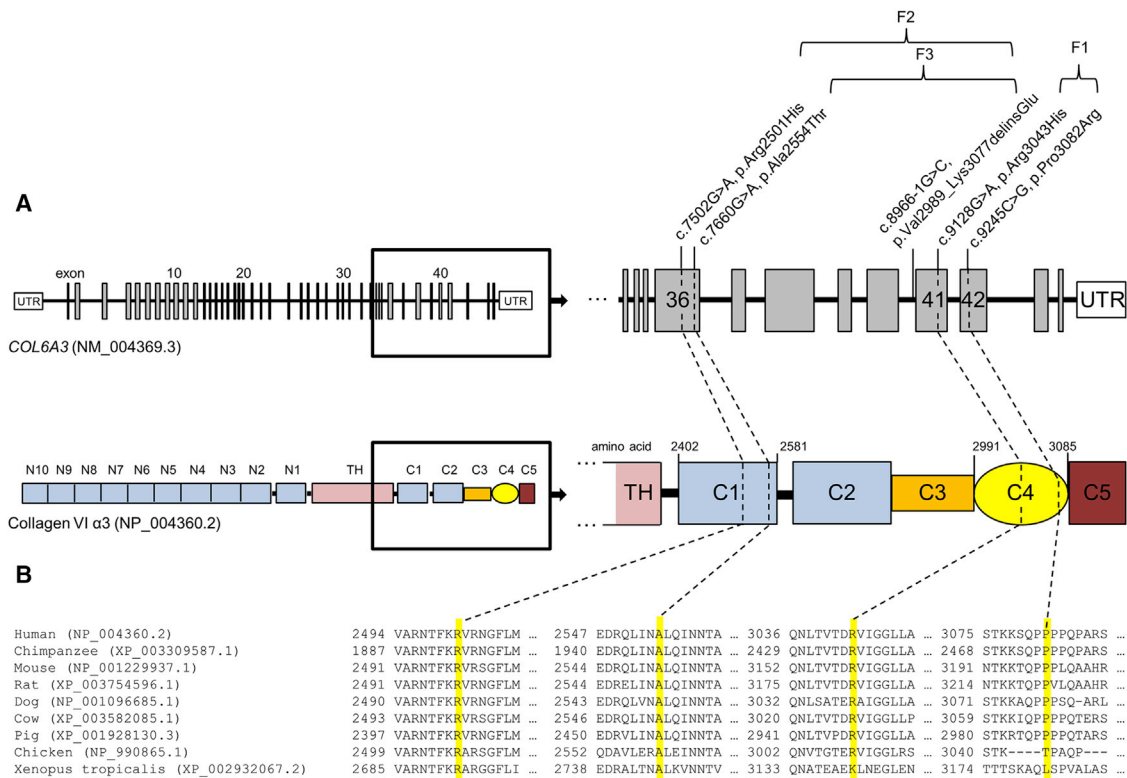 F2
F3
F1
c.7502G>A, p.Arg2501His
c.7660G>A, p.Ala2554Thr
c.8966-1G>C,
p.Val2989_Lys3077delinsGlu
c.9128G>A, p.Arg3043His
c.9245C>G, p.Pro3082Arg
A
exon 10 20 30 40
UTR UTR ... 36 41 42 UTR
COL6A3 (NM_004369.3)
amino acid 2402 2581 2991 3085
N10 N9 N8 N7 N6 N5 N4 N3 N2 N1 TH C1 C2 C3 C4 C5
... TH C1 C2 C3 C4 C5
Collagen VI α3 (NP_004360.2)
...
B
Human (NP_004360.2) 2494 VARNTFKRVRNGFLM ... 2547 EDRQLINALQINNTA ... 3036 QNLTVTDRVIGGLLA ... 3075 STKKSQPPPPQPARS ...
Chimpanzee (XP_003309587.1) 1887 VARNTFKRVRNGFLM ... 1940 EDRQLINALQINNTA ... 2429 QNLTVTDRVIGGLLA ... 2468 STKKSQPPPPQPARS ...
Mouse (NP_001229937.1) 2491 VARNTFKRVRSGFLM ... 2544 EDRQLINALQINNTA ... 3152 QNLTVTDRVIGGLLA ... 3191 NTKKTQPPPLQAAHR ...
Rat (XP_003754596.1) 2491 VARNTFKRVRSGFLM ... 2544 EDRELINALQINNTA ... 3175 QNLTVTDRVIGGLLA ... 3214 NTKKTQPPVLQAAHR ...
Dog (NP_001096685.1) 2491 VARNTFKRVRSGFLM ... 2543 EDRQLVNALQINNTA ... 3032 QNLSATERAIGGLLA ... 3071 STKKAQPPPSQ-ARL ...
Cow (XP_003582085.1) 2493 VARNTFKRVRSGFLM ... 2546 EDRQLINALQINNTA ... 3020 QNLTVTDRVIGGLLP ... 3059 STKKIQPPPPQTERS ...
Pig (XP_001928130.3) 2397 VARNTFKRVRNGFLM ... 2450 EDRVLINALQINNTA ... 2941 QNLTVPDRVIGGLLA ... 2980 STKRTQPPPPQTARS ...
Chicken (NP_990865.1) 2499 VARNTFKRARNGFLM ... 2552 QDAVLERALEINNTA ... 3002 QNVTGTERVIGGLRS ... 3040 STK----TPAQP--- ...
Xenopus tropicalis (XP_002932067.2) 2685 VARNTFKRARGGFLM ... 2738 EDRALTNALKVNNTV ... 3133 QNATEAEKLNEGLRS ... 3174 TTTSKAQLSPVALAS ...